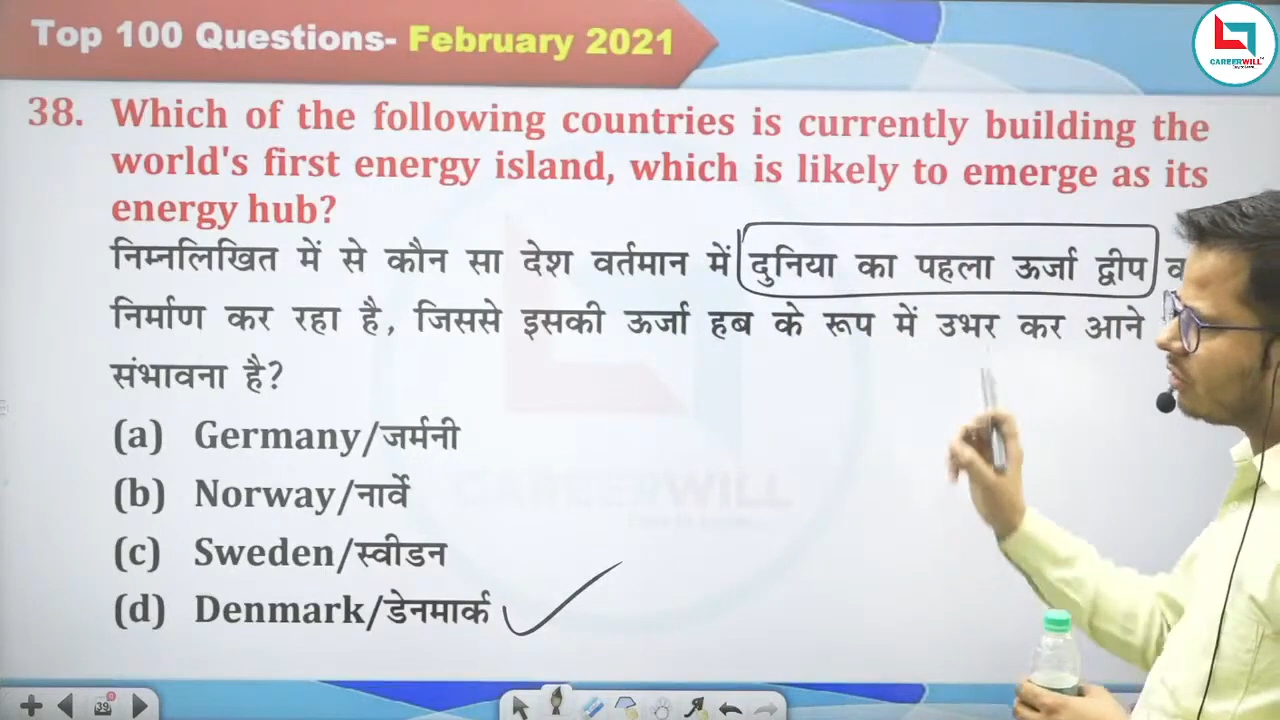 Top 100 Questions- February 2021
CAREERWILL
38. Which of the following countries is currently building the
world's first energy island, which is likely to emerge as its
energy hub?
निम्नलिखित में से कौन सा देश वर्तमान में दुनिया का पहला ऊर्जा द्वीप
निर्माण कर रहा है, जिससे इसकी ऊर्जा हब के रूप में उभर कर आने
संभावना है?
(a) Germany/जर्मनी
(b) Norway/नार्वे
(c) Sweden/स्वीडन
(d) Denmark/डेनमार्क
CAREERWILL
39